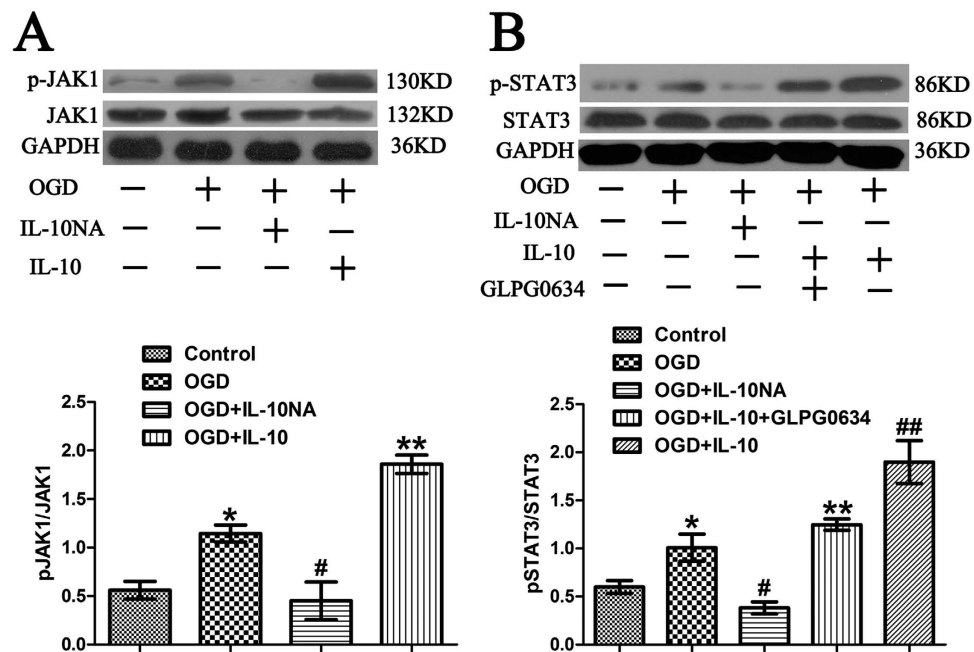 A
p-JAK1 130KD
JAK1 132KD
GAPDH 36KD
OGD — + + +
IL-10NA — — + —
IL-10 — — — +
Control
OGD
OGD+IL-10NA
OGD+IL-10
pJAK1/JAK1
2.5
2.0
1.5
1.0
0.5
0.0
*
#
**
B
p-STAT3 86KD
STAT3 86KD
GAPDH 36KD
OGD — + + + +
IL-10NA — — + — —
IL-10 — — — + +
GLPG0634 — — — + —
Control
OGD
OGD+IL-10NA
OGD+IL-10+GLPG0634
OGD+IL-10
pSTAT3/STAT3
2.5
2.0
1.5
1.0
0.5
0.0
*
#
**
##